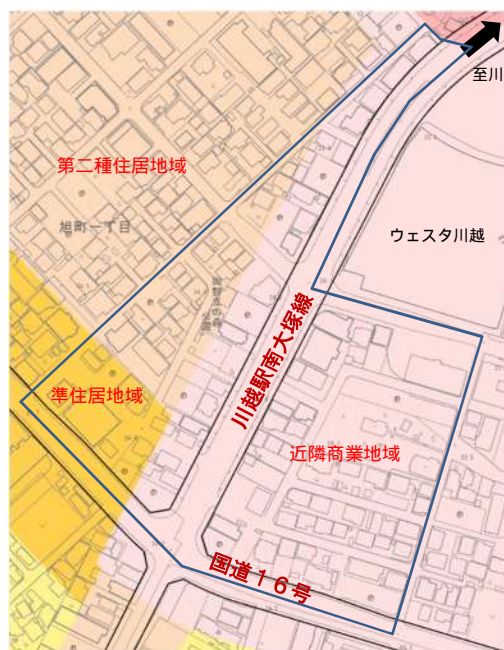 至川
第二種住居地域
旭町一丁目
ウェスタ川越
川越駅南大塚線
準住居地域
近隣商業地域
国道１６号